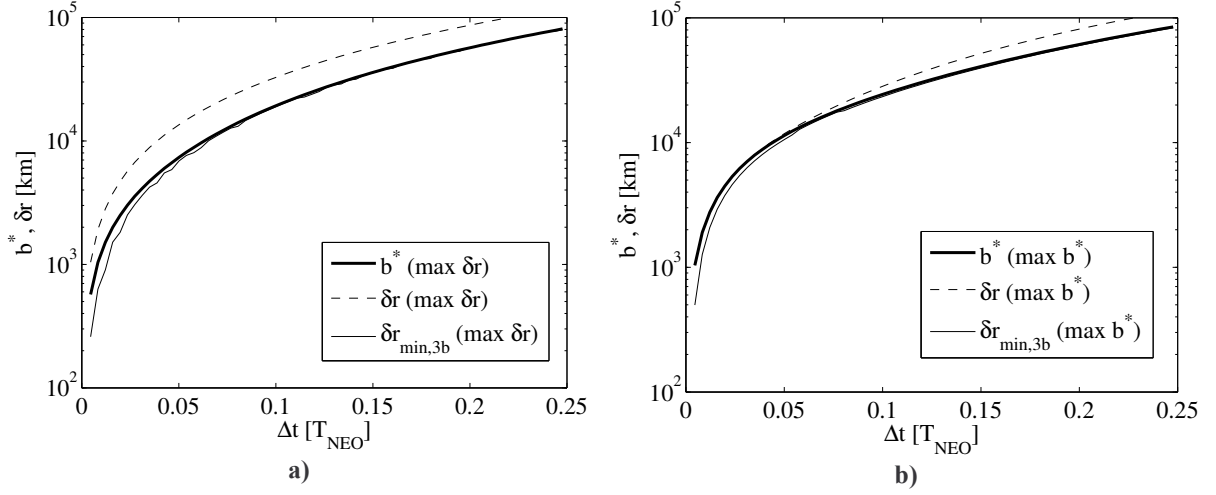 10^5
10^4
10^3
10^2
b^*, δr [km]
b^* (max δr)
δr (max δr)
δr_min,3b (max δr)
0 0.05 0.1 0.15 0.2 0.25
Δt [T_NEO]
a)
10^5
10^4
10^3
10^2
b^*, δr [km]
b^* (max b^*)
δr (max b^*)
δr_min,3b (max b^*)
0 0.05 0.1 0.15 0.2 0.25
Δt [T_NEO]
b)